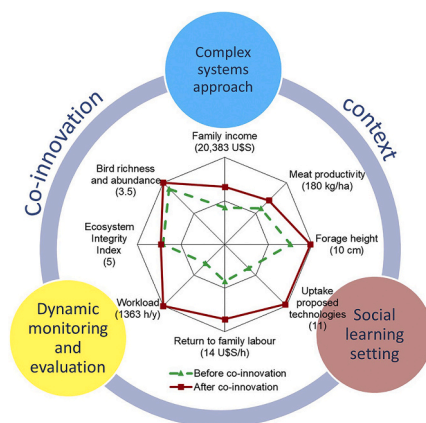 Complex
systems
approach
Co-innovation
context
Family income
(20,383 U$S)
Bird richness
and abundance
(3.5)
Meat productivity
(180 kg/ha)
Ecosystem
Integrity
Index
(5)
Forage height
(10 cm)
Workload
(1363 h/y)
Uptake
proposed
technologies
(11)
Return to family labour
(14 U$S/h)
Dynamic
monitoring
and
evaluation
Social
learning
setting
Before co-innovation
After co-innovation